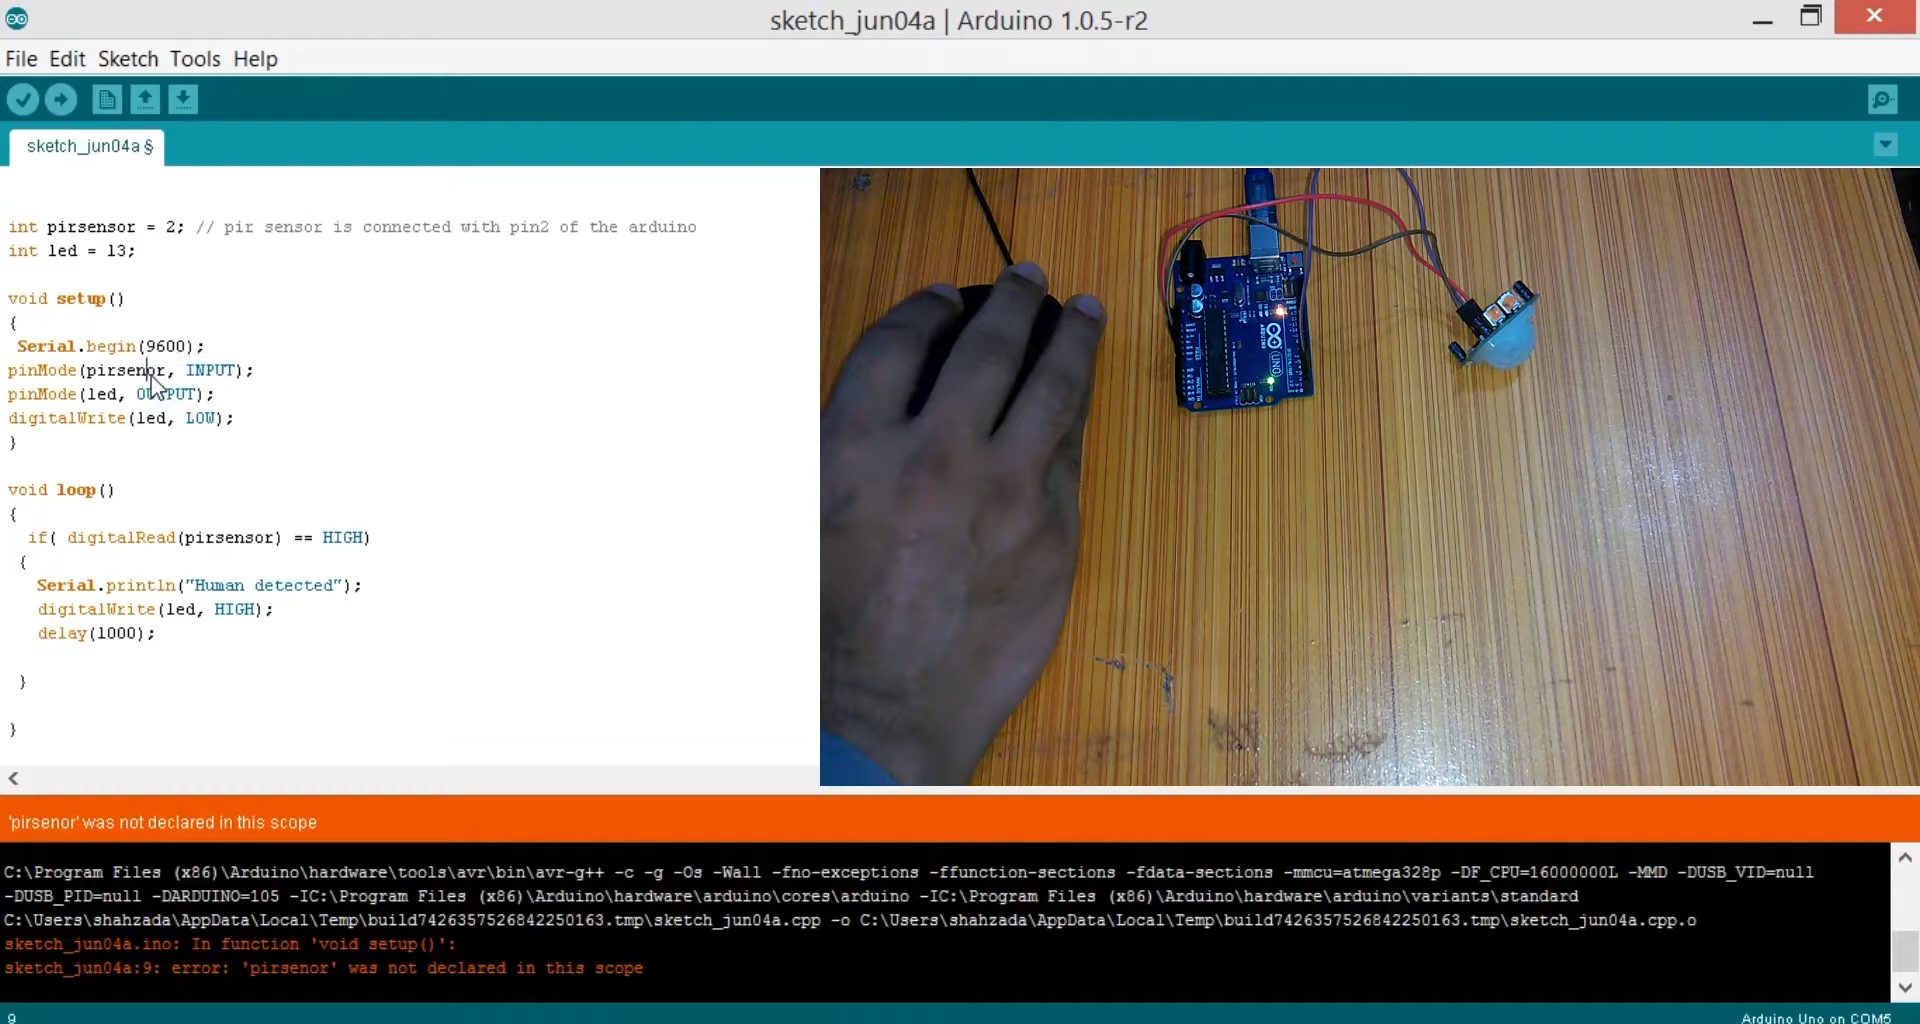 sketch_jun04a | Arduino 1.0.5-r2
File Edit Sketch Tools Help
sketch_jun04a §
int pirsensor = 2; // pir sensor is connected with pin2 of the arduino
int led = 13;
void setup()
{
Serial.begin(9600);
pinMode(pirsenor, INPUT);
pinMode(led, OUTPUT);
digitalWrite(led, LOW);
}
void loop()
{
if( digitalRead(pirsensor) == HIGH)
{
Serial.println("Human detected");
digitalWrite(led, HIGH);
delay(1000);
}
}
UNO
'pirsenor' was not declared in this scope
C:\Program Files (x86)\Arduino\hardware\tools\avr\bin\avr-g++ -c -g -Os -Wall -fno-exceptions -ffunction-sections -fdata-sections -mmcu=atmega328p -DF_CPU=16000000L -MMD -DUSB_VID=null
-DUSB_PID=null -DARDUINO=105 -IC:\Program Files (x86)\Arduino\hardware\arduino\cores\arduino -IC:\Program Files (x86)\Arduino\hardware\arduino\variants\standard
C:\Users\shahzada\AppData\Local\Temp\build7426357526842250163.tmp\sketch_jun04a.cpp -o C:\Users\shahzada\AppData\Local\Temp\build7426357526842250163.tmp\sketch_jun04a.cpp.o
sketch_jun04a.ino: In function 'void setup()':
sketch_jun04a:9: error: 'pirsenor' was not declared in this scope
9
Arduino Uno on COM5